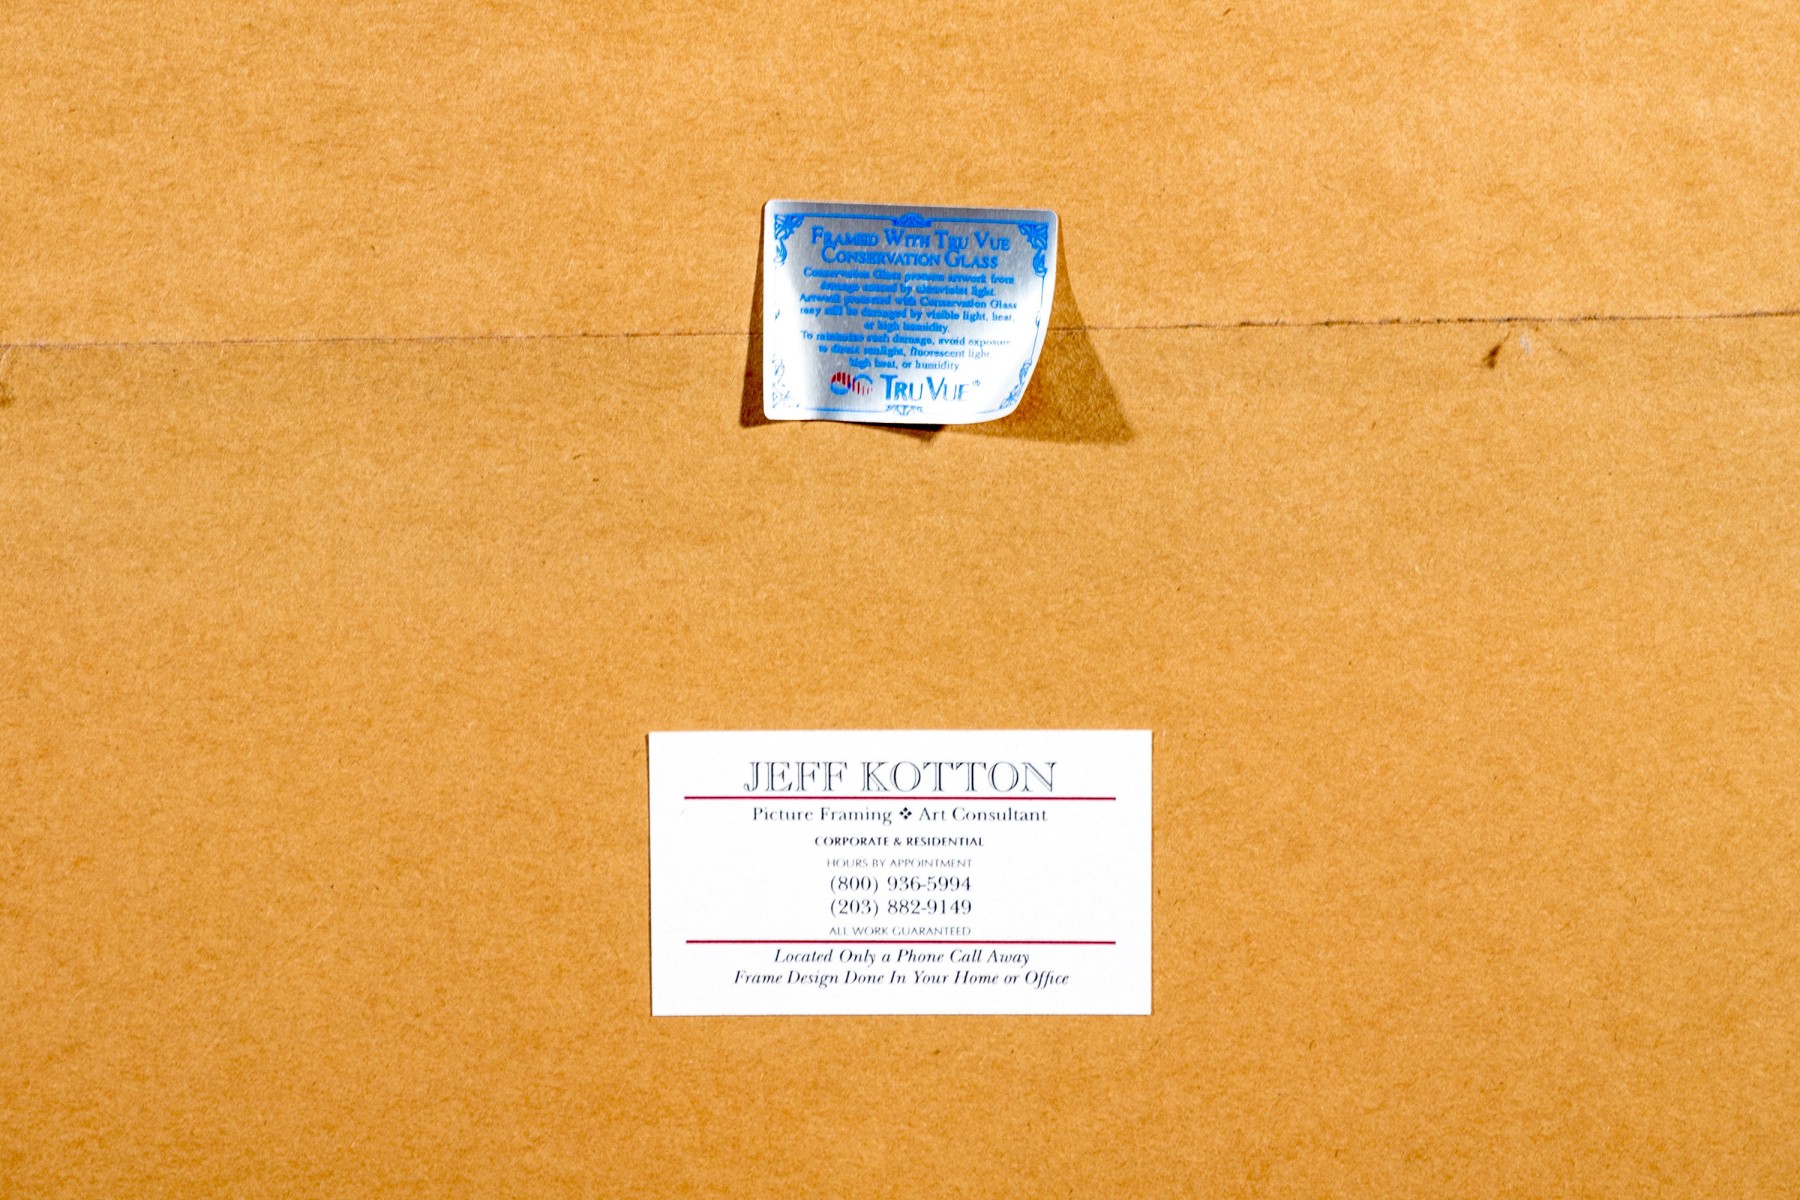 FRAMED WITH TRU VUE
CONSERVATION GLASS
Conservation Glass protects artwork from
damage caused by ultraviolet light.
Artwork protected with Conservation Glass
may still be damaged by visible light, heat,
or high humidity.
To minimize such damage, avoid exposure
to direct sunlight, fluorescent light
high heat, or humidity
TRU VUE®
JEFF KOTTON
Picture Framing ❖ Art Consultant
CORPORATE & RESIDENTIAL
HOURS BY APPOINTMENT
(800) 936-5994
(203) 882-9149
ALL WORK GUARANTEED
Located Only a Phone Call Away
Frame Design Done In Your Home or Office